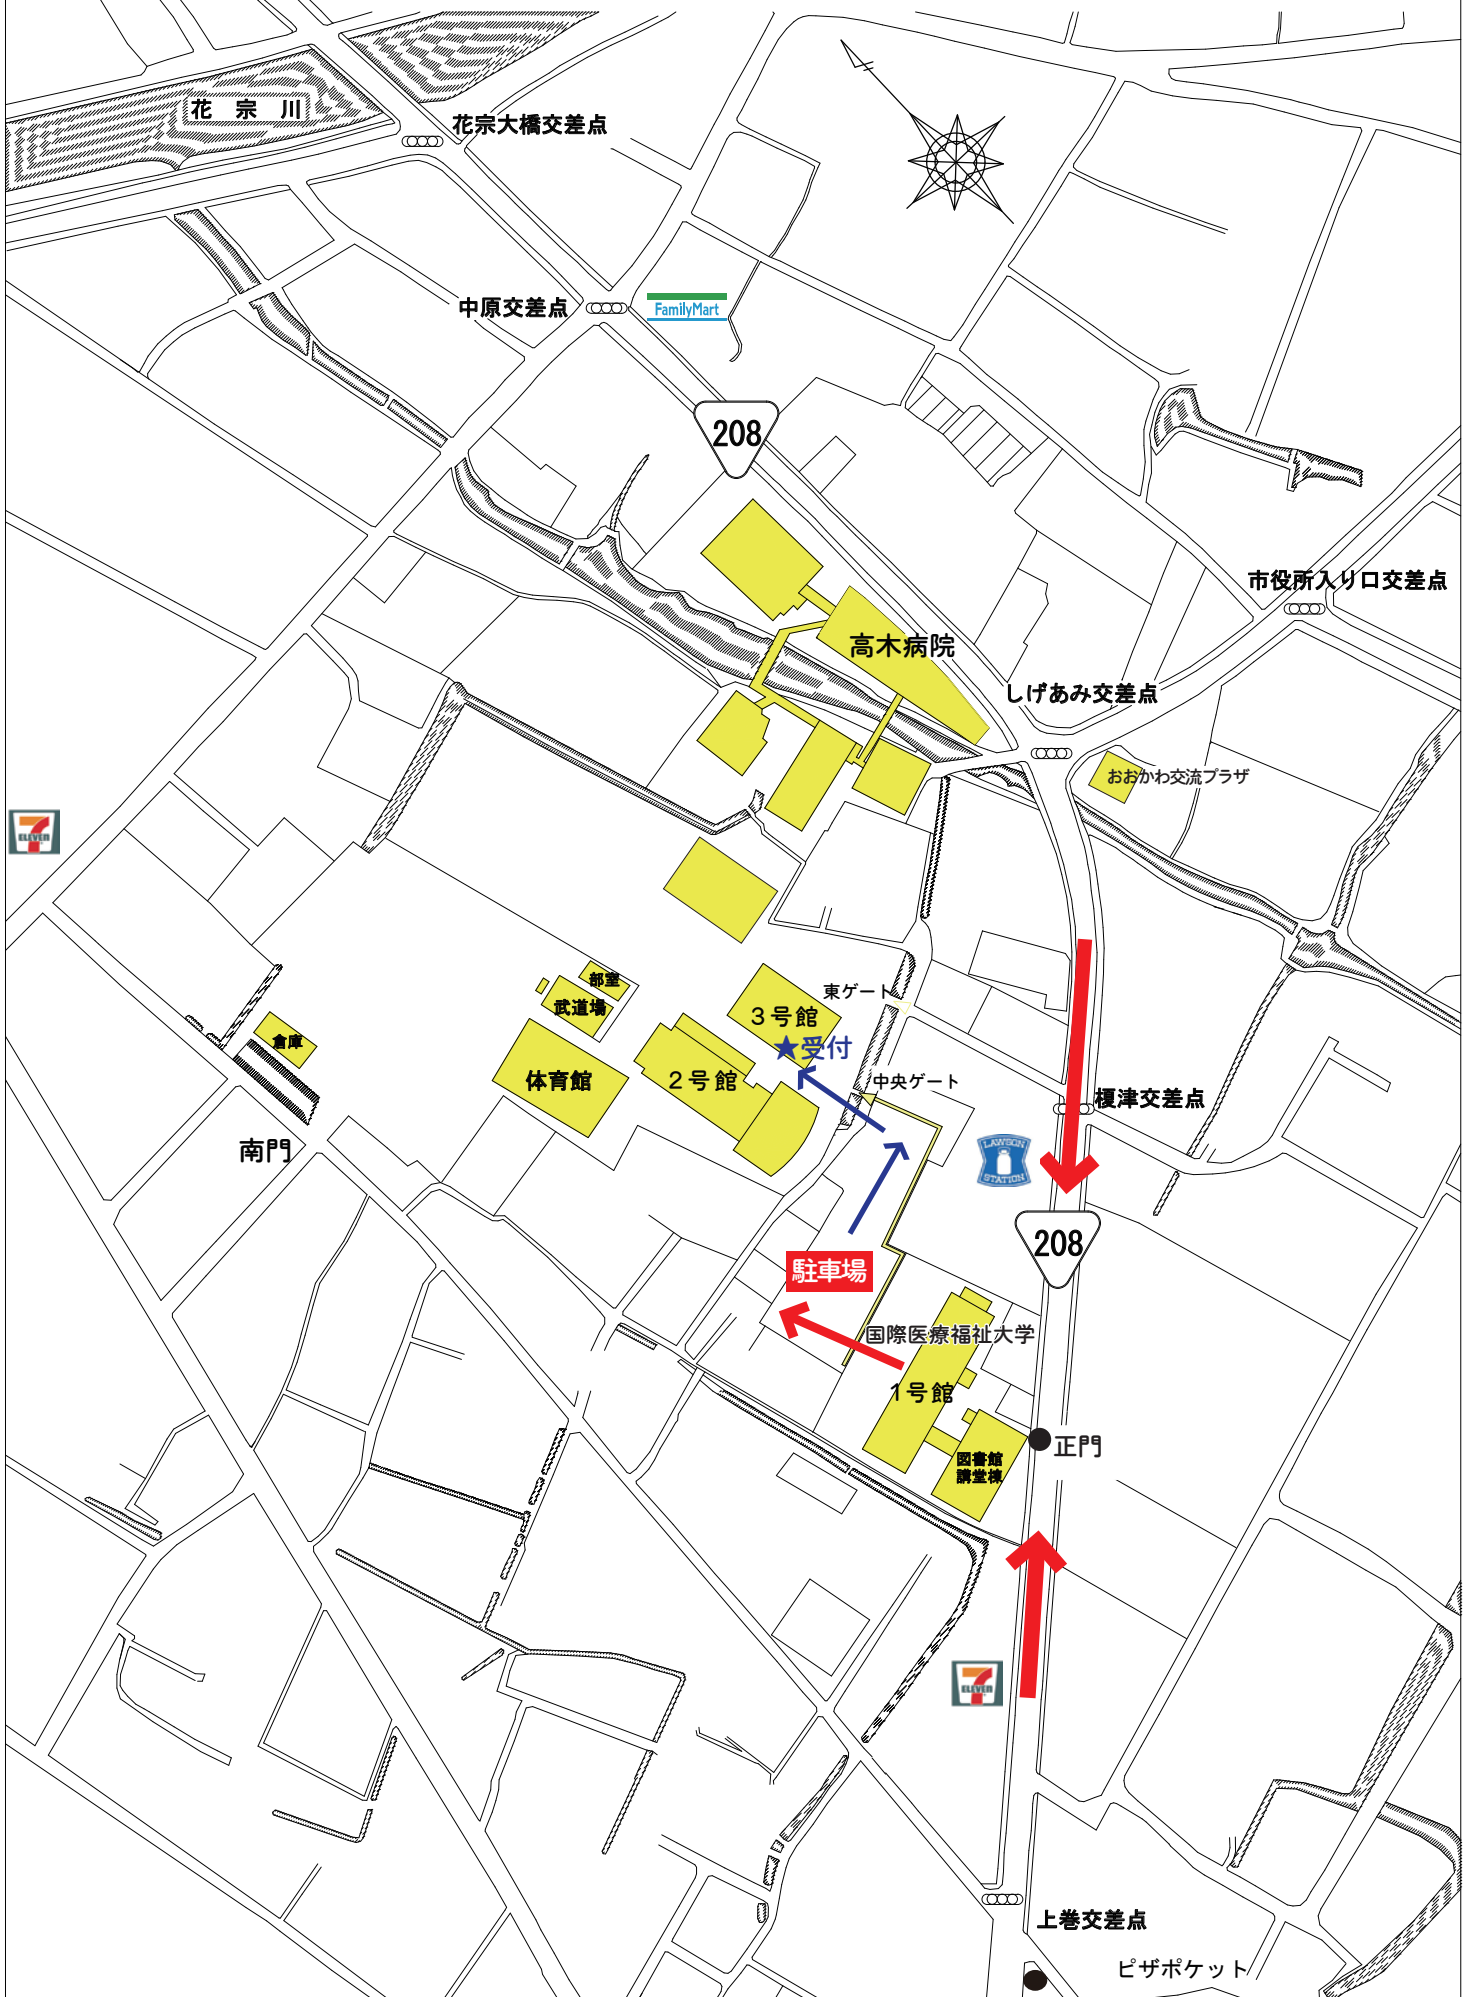 花宗川
花宗大橋交差点
中原交差点
FamilyMart
208
市役所入り口交差点
高木病院
しげあみ交差点
おおかわ交流プラザ
7
ELEVEN
部室
武道場
東ゲート
3号館
倉庫
★受付
体育館
2号館
中央ゲート
榎津交差点
南門
LAWSON
STATION
208
駐車場
国際医療福祉大学
1号館
正門
図書館
講堂棟
7
ELEVEN
上巻交差点
ピザポケット